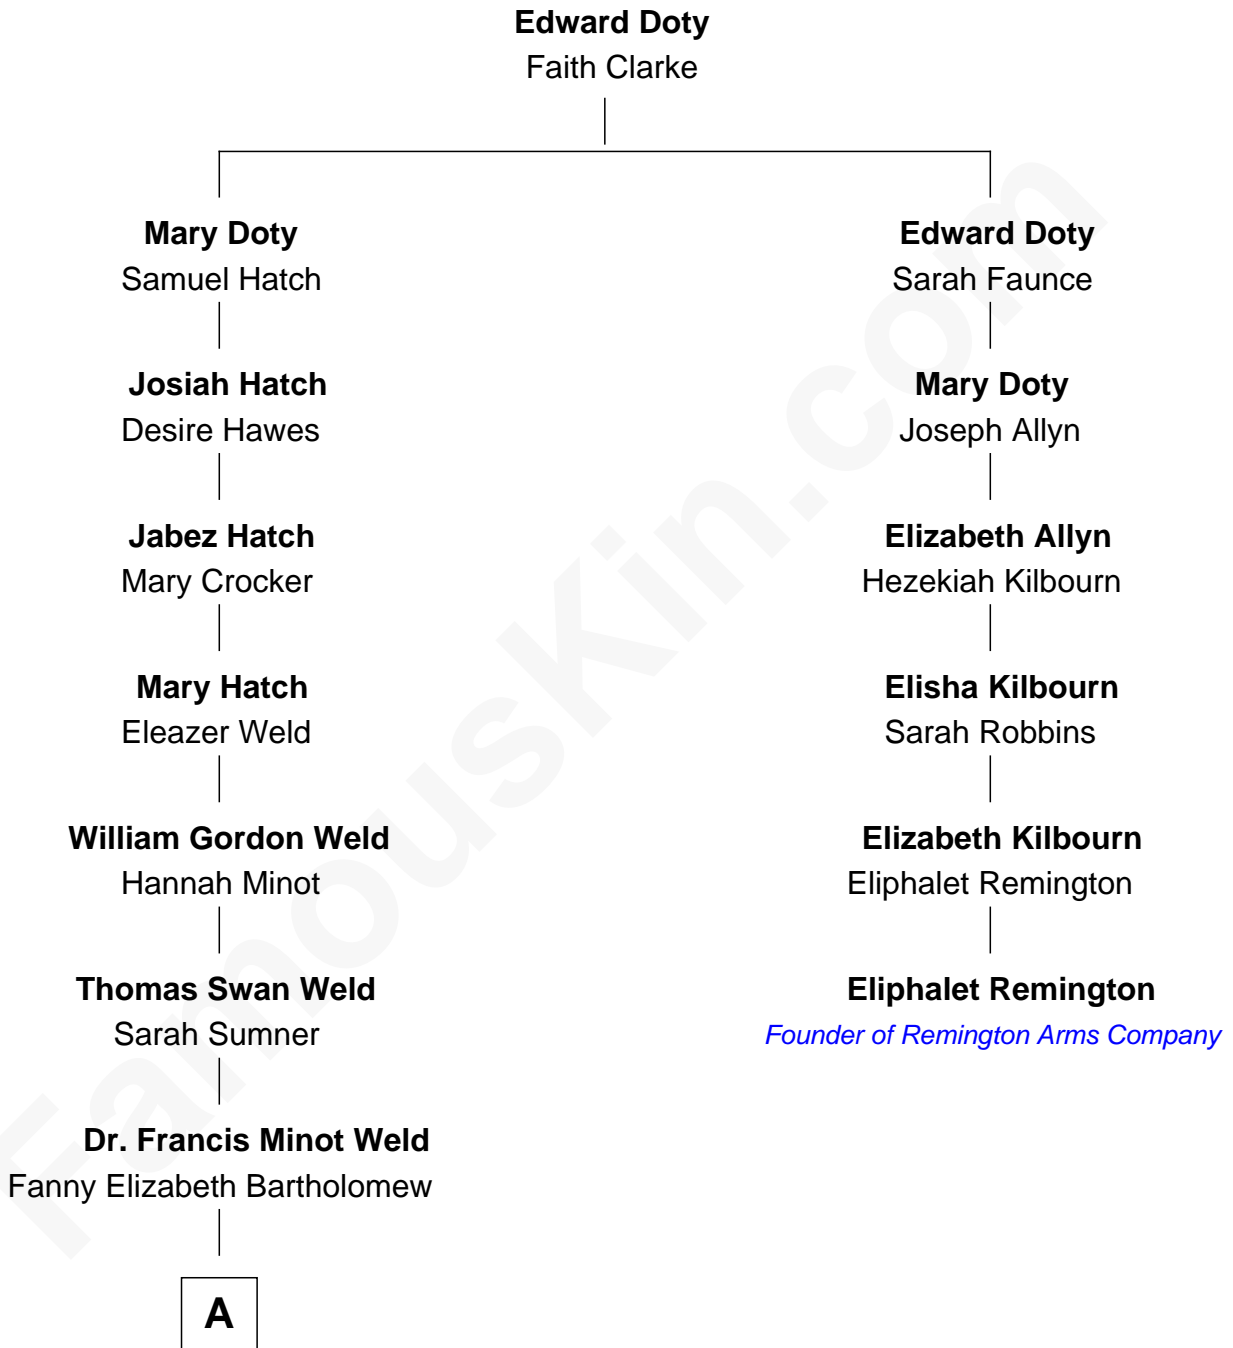 Edward Doty
Faith Clarke
Mary Doty
Samuel Hatch
Edward Doty
Sarah Faunce
Josiah Hatch
Desire Hawes
Mary Doty
Joseph Allyn
Jabez Hatch
Mary Crocker
Elizabeth Allyn
Hezekiah Kilbourn
Mary Hatch
Eleazer Weld
Elisha Kilbourn
Sarah Robbins
William Gordon Weld
Hannah Minot
Elizabeth Kilbourn
Eliphalet Remington
Thomas Swan Weld
Sarah Sumner
Eliphalet Remington
Founder of Remington Arms Company
Dr. Francis Minot Weld
Fanny Elizabeth Bartholomew
A
FamousKin.com